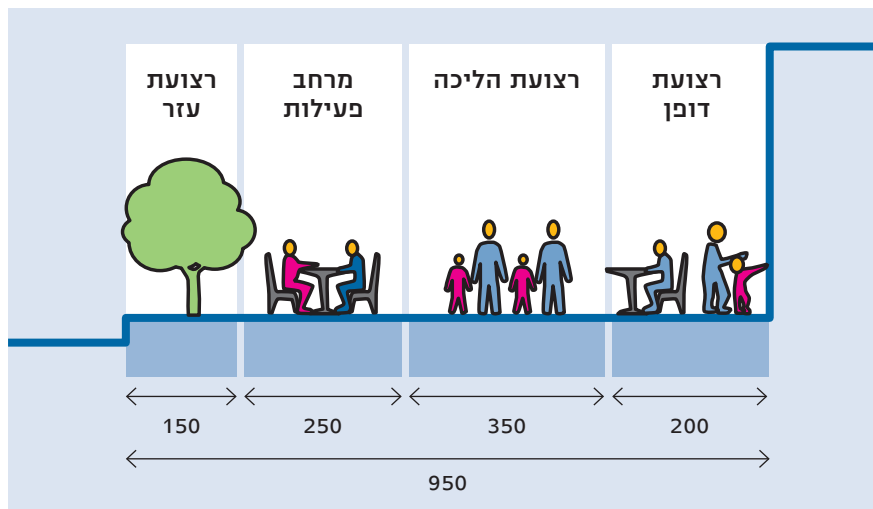 רצועת
דופן
רצועת הליכה
מרחב
פעילות
רצועת
עזר
200
350
250
150
950